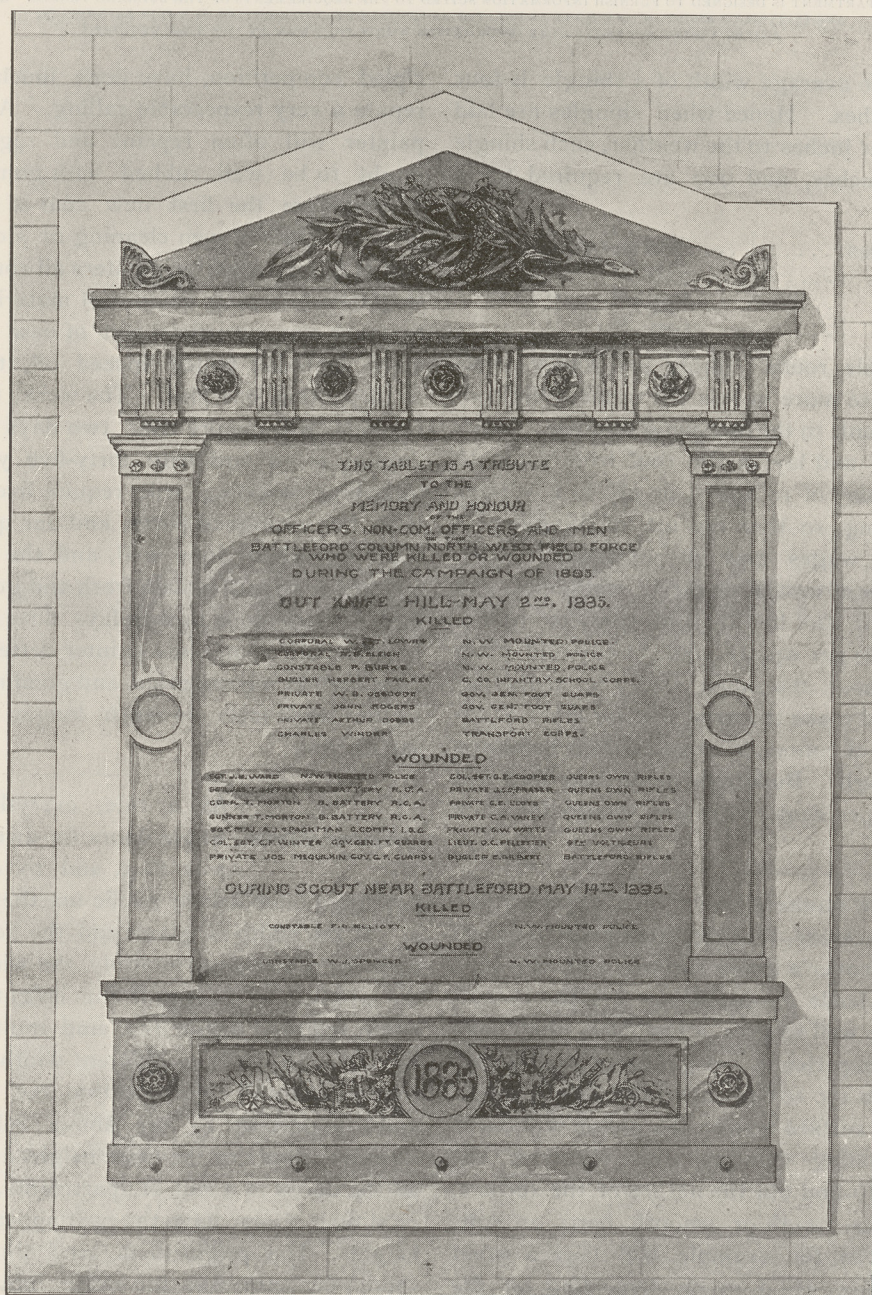 THIS TABLET IS A TRIBUTE
TO THE
MEMORY AND HONOUR
OF THE
OFFICERS, NON-COM. OFFICERS AND MEN
OF THE
BATTLEFORD COLUMN NORTH WEST FIELD FORCE
WHO WERE KILLED OR WOUNDED
DURING THE CAMPAIGN OF 1885.
CUT KNIFE HILL-MAY 2ND. 1885.
KILLED
CORPORAL W. H. T. LOWRY N.W. MOUNTED POLICE.
CORPORAL R.B. SLEIGH N.W. MOUNTED POLICE
CONSTABLE P. BURKE N.W. MOUNTED POLICE
BUGLER HERBERT FAULKES C. CO. INFANTRY SCHOOL CORPS.
PRIVATE W.B. OSGOODE GOV. GEN. FOOT GUARDS
PRIVATE JOHN ROGERS GOV. GEN. FOOT GUARDS
PRIVATE ARTHUR DOBBS BATTLFORD RIFLES
CHARLES WINDER TRANSPORT CORPS.
WOUNDED
SGT. J.H. WARD N.W. MOUNTED POLICE COL. SGT. G.E. COOPER QUEENS OWN RIFLES
B. BATTERY R.C.A. PRIVATE J.C.O. FRASER QUEENS OWN RIFLES
CORP. T. MORTON B. BATTERY R.C.A. PRIVATE G.E. LLOYD QUEENS OWN RIFLES
GUNNER T. MORTON B. BATTERY R.C.A. PRIVATE C.A. VAREY QUEENS OWN RIFLES
SGT. MAJ. A.J. SPACKMAN C. COMPY. I.S.C. PRIVATE G.W. WATTS QUEENS OWN RIFLES
COL. SGT. C.F. WINTER GOV. GEN. FT. GUARDS LIEUT. O.C. PELLETIER 9TH VOLTIGEURS
PRIVATE JOS. MCQUILKIN GOV. G. F. GUARDS BUGLER E. GILBERT BATTLEFORD RIFLES
DURING SCOUT NEAR BATTLEFORD MAY 14TH. 1885.
KILLED
CONSTABLE F.O. ELLIOTT. N.W. MOUNTED POLICE
WOUNDED
CONSTABLE W.J. SPENCER N.W. MOUNTED POLICE
1885